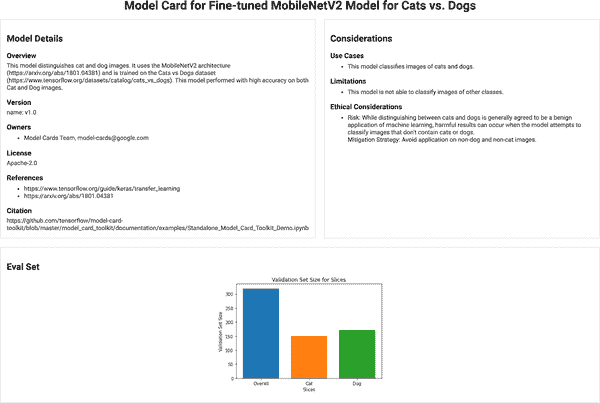 Model Card for Fine-tuned MobileNetV2 Model for Cats vs. Dogs
Model Details
Overview
This model distinguishes cat and dog images. It uses the MobileNetV2 architecture
(https://arxiv.org/abs/1801.04381) and is trained on the Cats vs Dogs dataset
(https://www.tensorflow.org/datasets/catalog/cats_vs_dogs). This model performed with high accuracy on both
Cat and Dog images.
Version
name: v1.0
Owners
• Model Cards Team, model-cards@google.com
License
Apache-2.0
References
• https://www.tensorflow.org/guide/keras/transfer_learning
• https://arxiv.org/abs/1801.04381
Citation
https://github.com/tensorflow/model-card-
toolkit/blob/master/model_card_toolkit/documentation/examples/Standalone_Model_Card_Toolkit_Demo.ipynb
Considerations
Use Cases
• This model classifies images of cats and dogs.
Limitations
• This model is not able to classify images of other classes.
Ethical Considerations
• Risk: While distinguishing between cats and dogs is generally agreed to be a benign
application of machine learning, harmful results can occur when the model attempts to
classify images that don't contain cats or dogs.
Mitigation Strategy: Avoid application on non-dog and non-cat images.
Eval Set
Validation Set Size for Slices
Validation Set Size
300
250
200
150
100
50
0
Overall Cat Dog
Slices